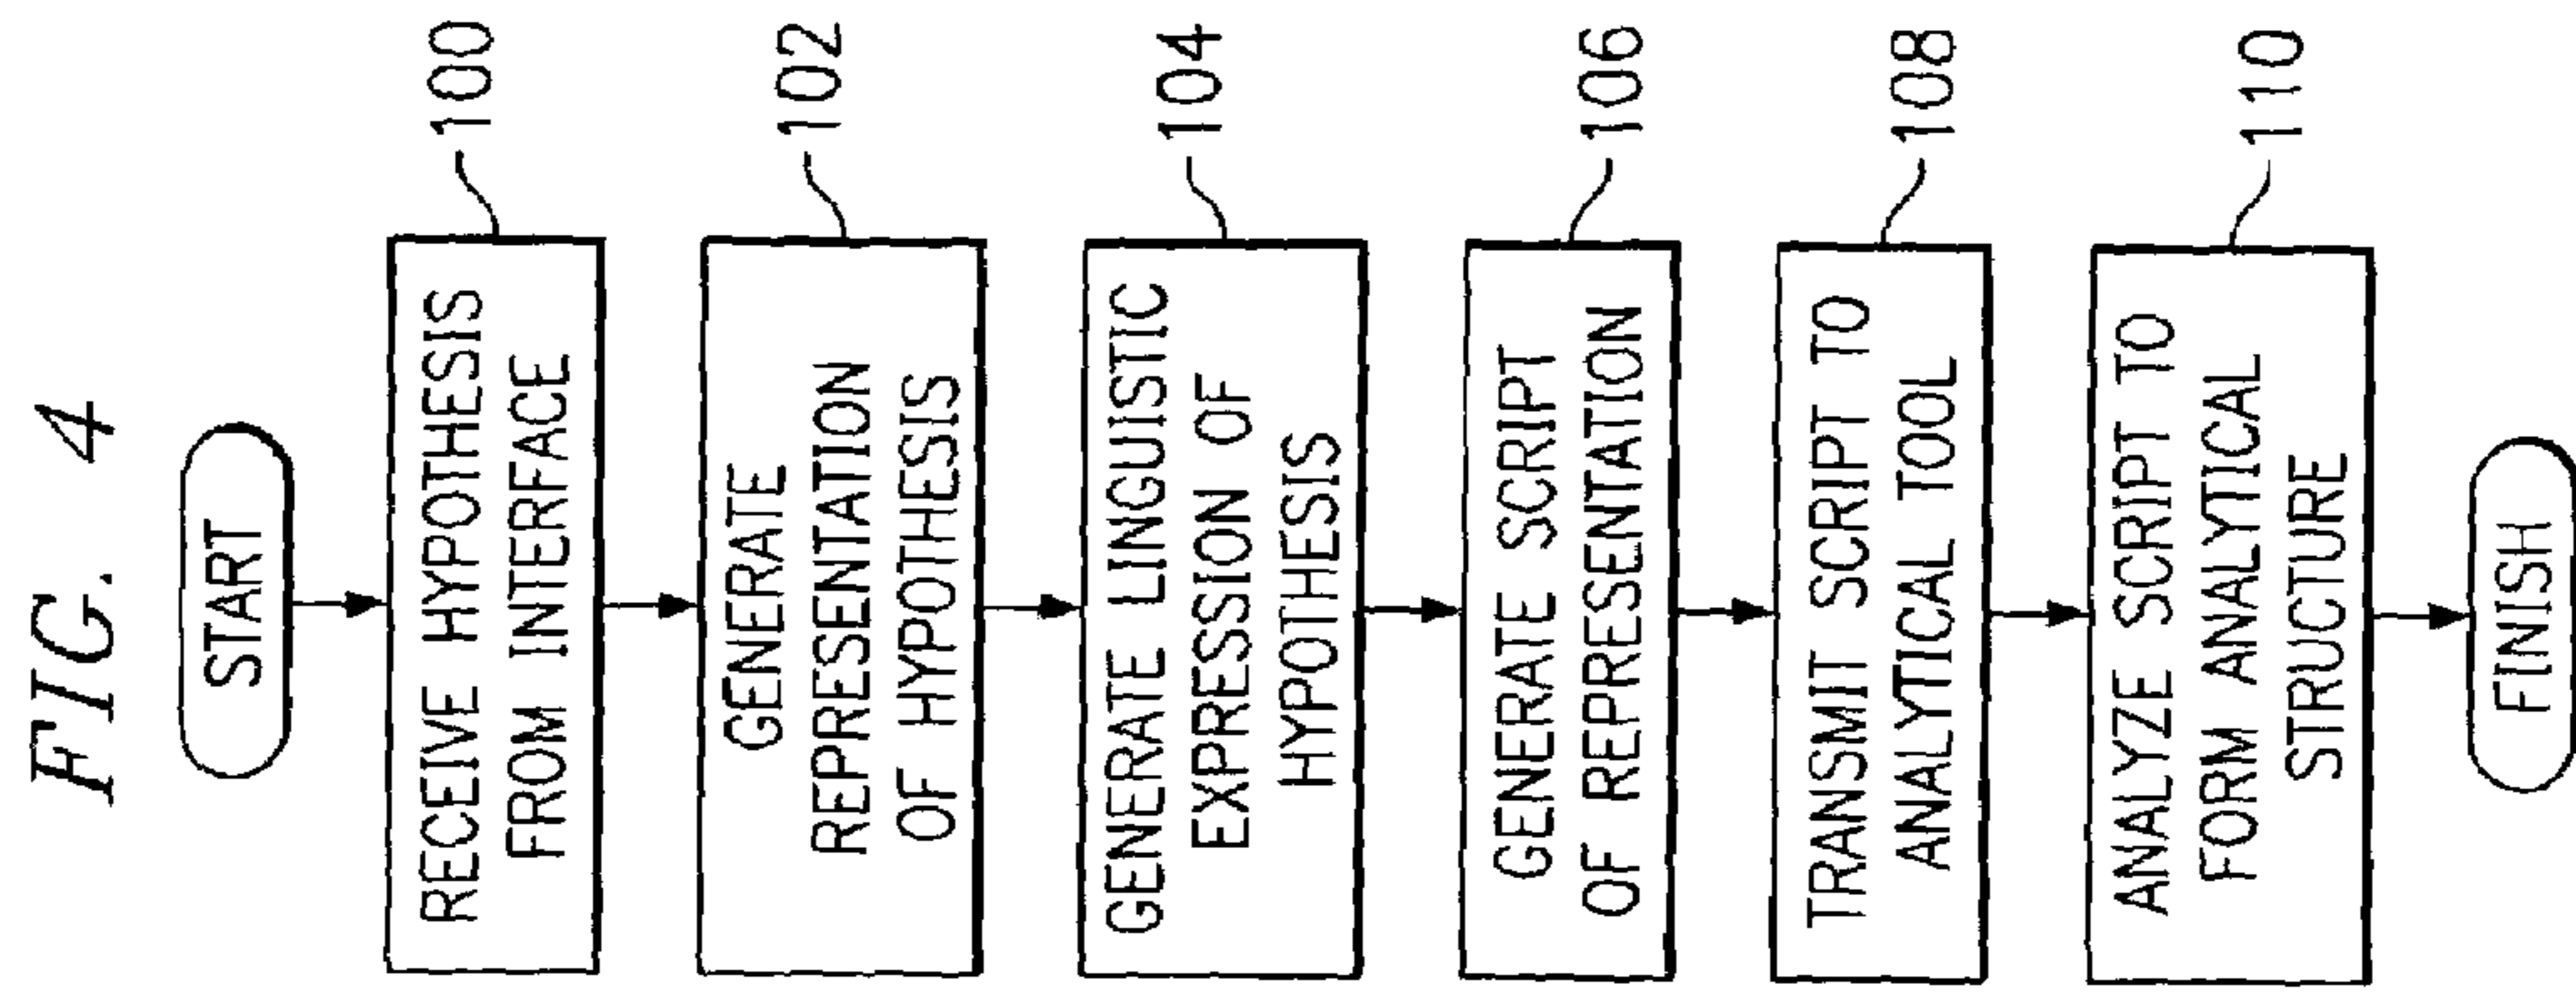 FIG. 4
START
RECEIVE HYPOTHESIS
FROM INTERFACE
100
GENERATE
REPRESENTATION
OF HYPOTHESIS
102
GENERATE LINGUISTIC
EXPRESSION OF
HYPOTHESIS
104
GENERATE SCRIPT
OF REPRESENTATION
106
TRANSMIT SCRIPT TO
ANALYTICAL TOOL
108
ANALYZE SCRIPT TO
FORM ANALYTICAL
STRUCTURE
110
FINISH